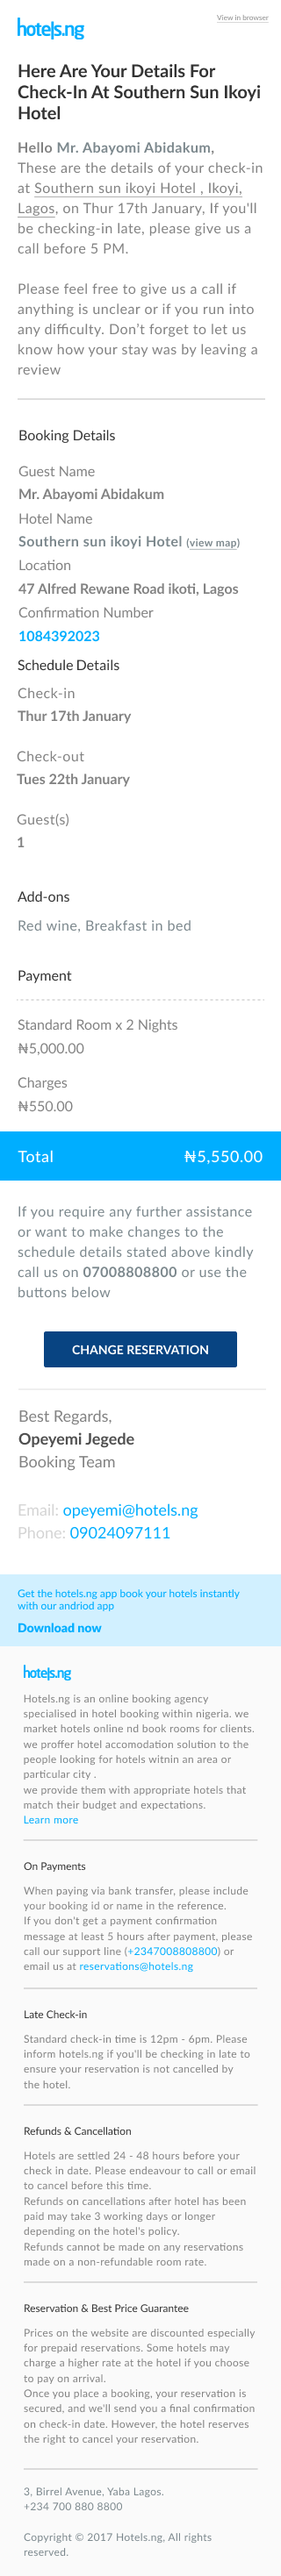 View in browser
hotels.ng
Here Are Your Details For
Check-In At Southern Sun Ikoyi
Hotel
Hello Mr. Abayomi Abidakum,
These are the details of your check-in
at Southern sun ikoyi Hotel , Ikoyi,
Lagos, on Thur 17th January, If you'll
be checking-in late, please give us a
call before 5 PM.
Please feel free to give us a call if
anything is unclear or if you run into
any difficulty. Don't forget to let us
know how your stay was by leaving a
review
Booking Details
Guest Name
Mr. Abayomi Abidakum
Hotel Name
Southern sun ikoyi Hotel (view map)
Location
47 Alfred Rewane Road ikoti, Lagos
Confirmation Number
1084392023
Schedule Details
Check-in
Thur 17th January
Check-out
Tues 22th January
Guest(s)
1
Add-ons
Red wine, Breakfast in bed
Payment
Standard Room x 2 Nights
₦5,000.00
Charges
₦550.00
Total ₦5,550.00
If you require any further assistance
or want to make changes to the
schedule details stated above kindly
call us on 07008808800 or use the
buttons below
CHANGE RESERVATION
Best Regards,
Opeyemi Jegede
Booking Team
Email: opeyemi@hotels.ng
Phone: 09024097111
Get the hotels.ng app book your hotels instantly
with our andriod app
Download now
hotels.ng
Hotels.ng is an online booking agency
specialised in hotel booking within nigeria. we
market hotels online nd book rooms for clients.
we proffer hotel accomodation solution to the
people looking for hotels witnin an area or
particular city .
we provide them with appropriate hotels that
match their budget and expectations.
Learn more
On Payments
When paying via bank transfer, please include
your booking id or name in the reference.
If you don't get a payment confirmation
message at least 5 hours after payment, please
call our support line (+2347008808800) or
email us at reservations@hotels.ng
Late Check-in
Standard check-in time is 12pm - 6pm. Please
inform hotels.ng if you'll be checking in late to
ensure your reservation is not cancelled by
the hotel.
Refunds & Cancellation
Hotels are settled 24 - 48 hours before your
check in date. Please endeavour to call or email
to cancel before this time.
Refunds on cancellations after hotel has been
paid may take 3 working days or longer
depending on the hotel's policy.
Refunds cannot be made on any reservations
made on a non-refundable room rate.
Reservation & Best Price Guarantee
Prices on the website are discounted especially
for prepaid reservations. Some hotels may
charge a higher rate at the hotel if you choose
to pay on arrival.
Once you place a booking, your reservation is
secured, and we'll send you a final confirmation
on check-in date. However, the hotel reserves
the right to cancel your reservation.
3, Birrel Avenue, Yaba Lagos.
+234 700 880 8800
Copyright © 2017 Hotels.ng, All rights
reserved.